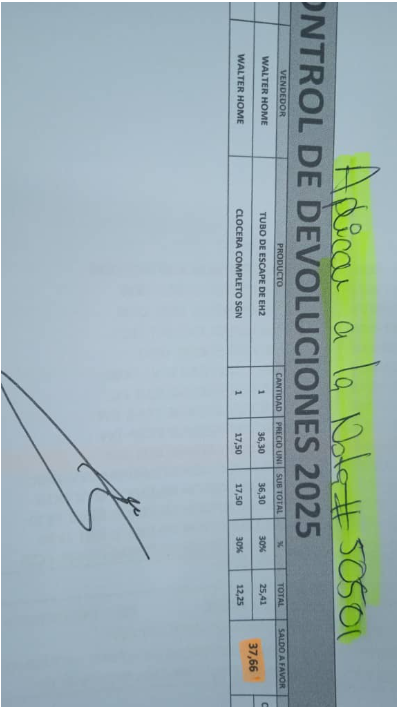 Aplicar a la Nota # 50501
ONTROL DE DEVOLUCIONES 2025
VENDEDOR PRODUCTO CANTIDAD PRECIO UNI SUB TOTAL % TOTAL SALDO A FAVOR
WALTER HOME TUBO DE ESCAPE DE EH2 1 36,30 36,30 30% 25,41
37,66
WALTER HOME CLOCERA COMPLETO SGN 1 17,50 17,50 30% 12,25